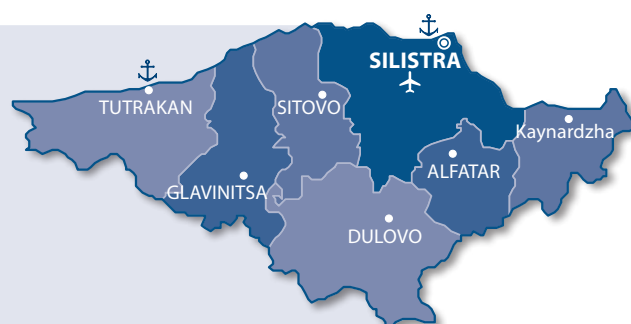 SILISTRA
TUTRAKAN
SITOVO
Kaynardzha
ALFATAR
GLAVINITSA
DULOVO